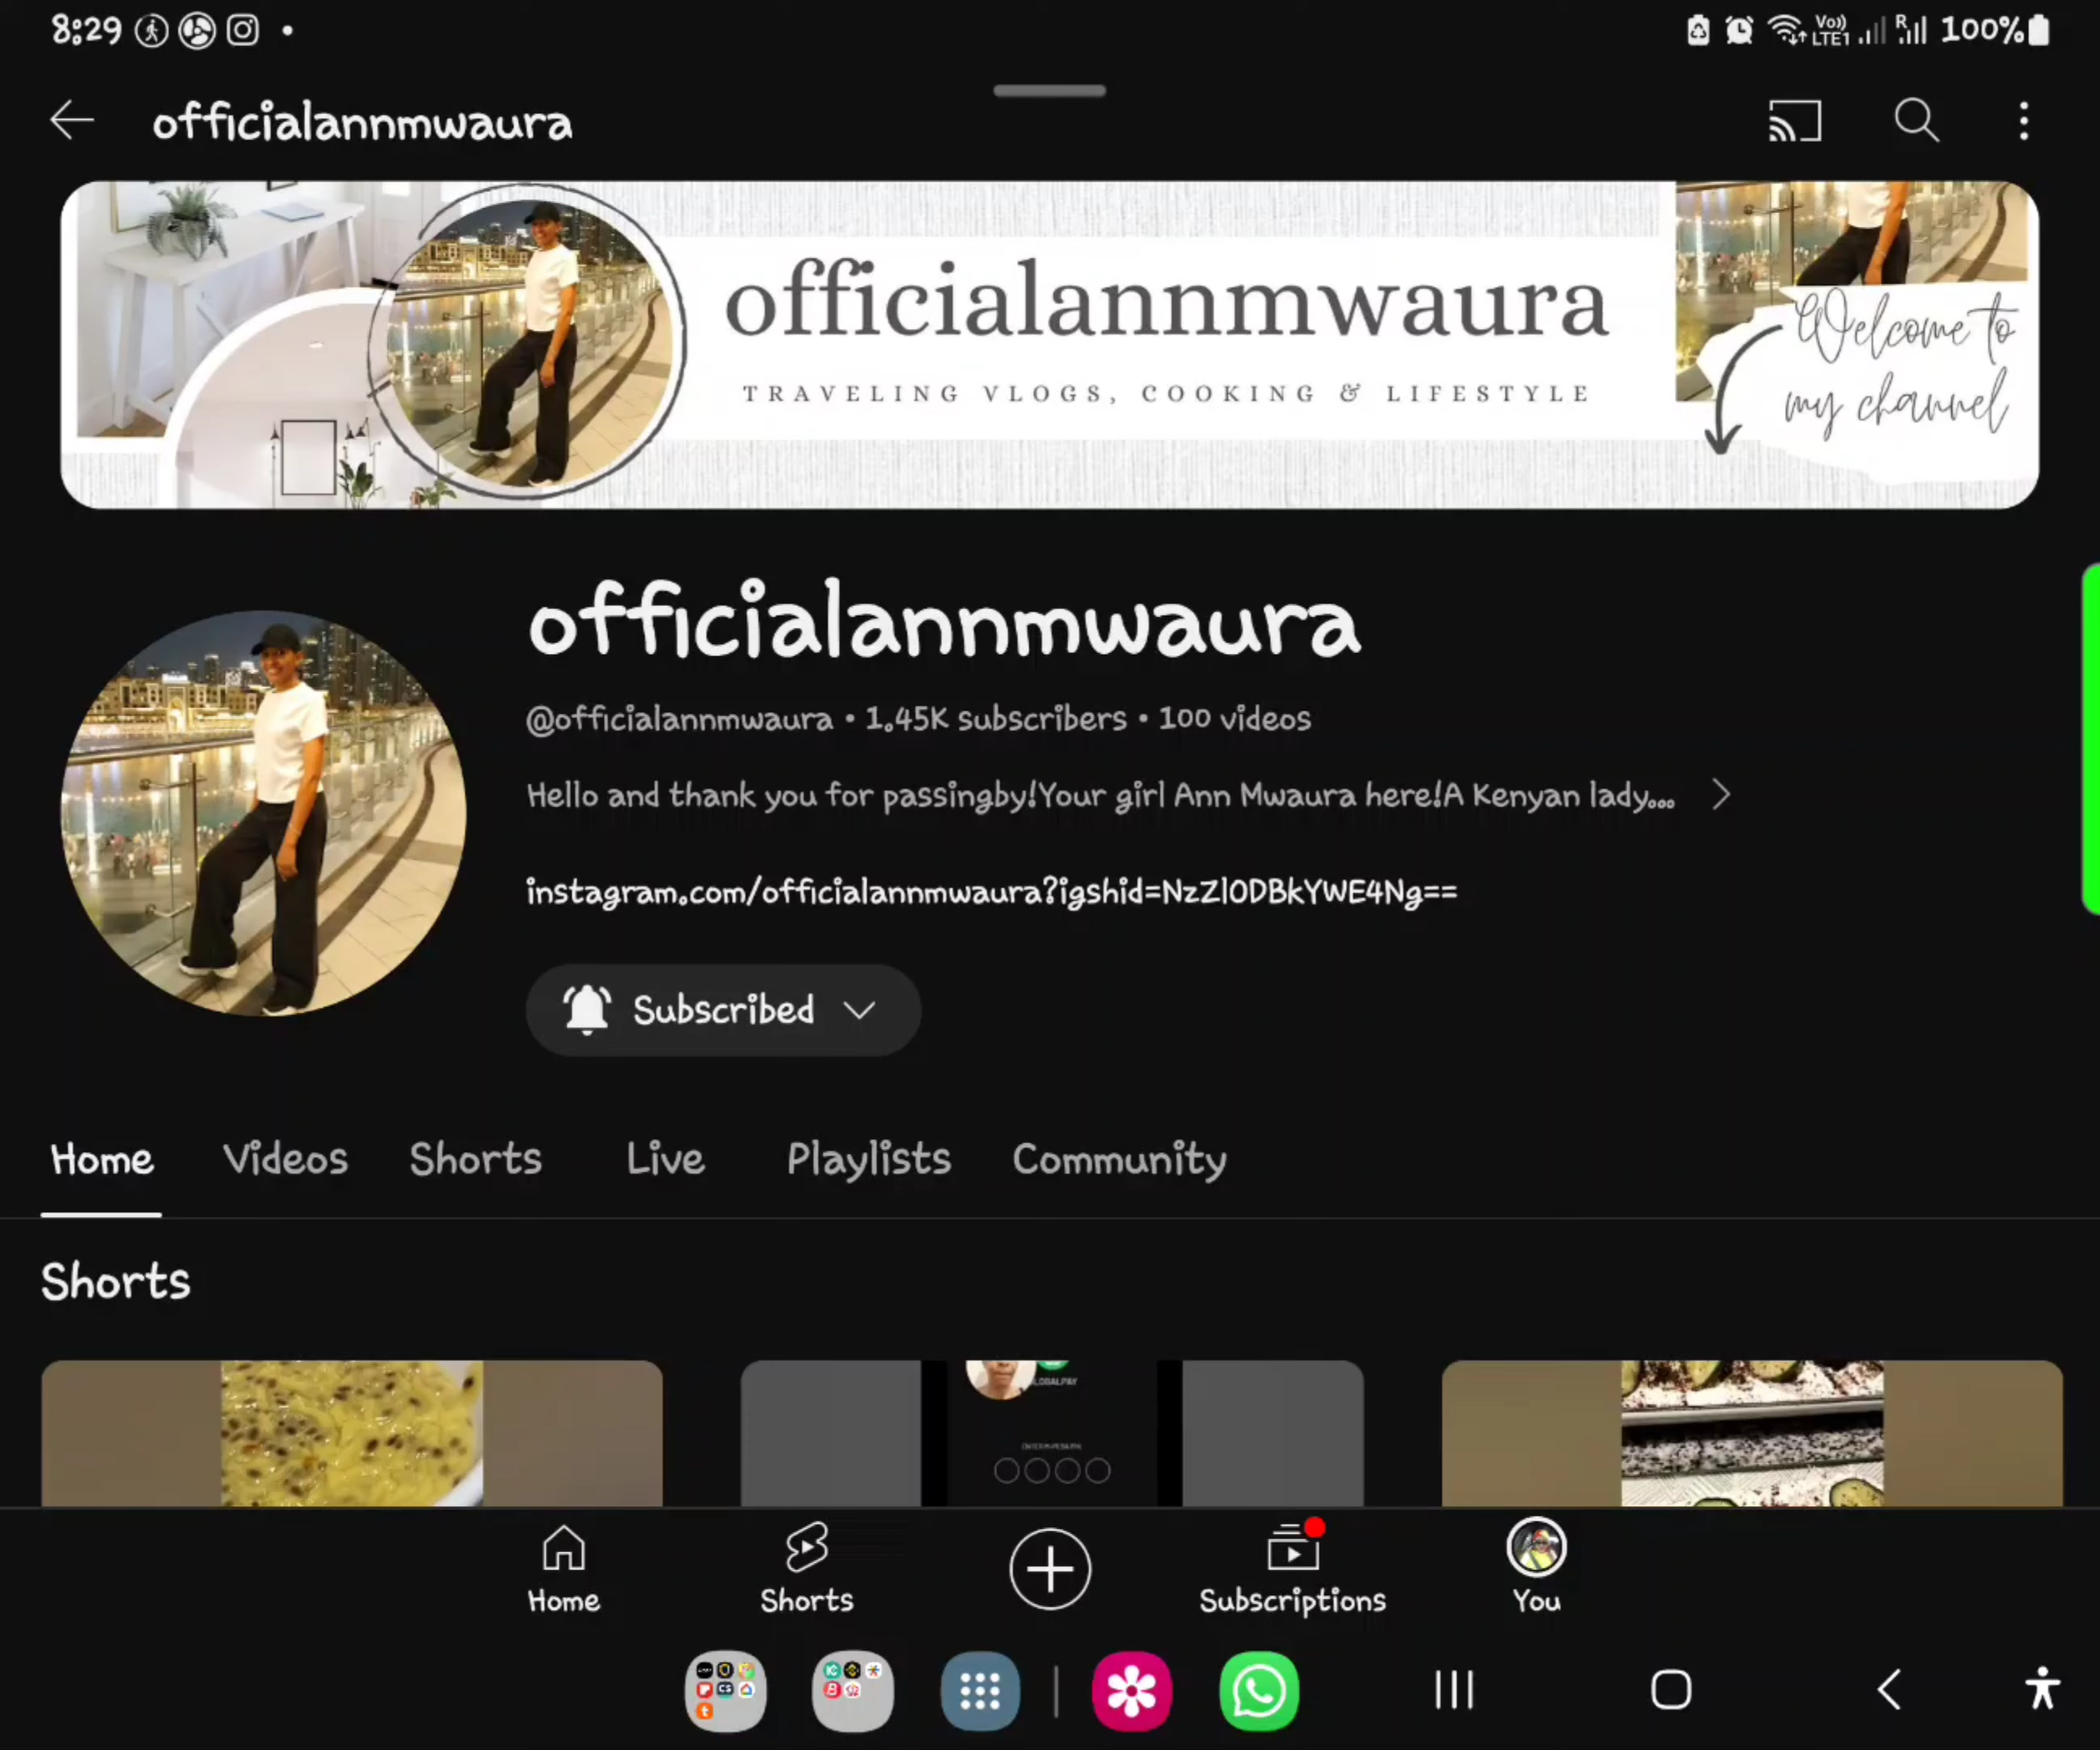 8:29
Vo))
LTE1
R
100%
officialannmwaura
officialannmwaura
TRAVELING VLOGS, COOKING & LIFESTYLE
Welcome to
my channel
officialannmwaura
@officialannmwaura • 1.45K subscribers • 100 videos
Hello and thank you for passingby!Your girl Ann Mwaura here!A Kenyan lady...
instagram.com/officialannmwaura?igshid=NzZlODBkYWE4Ng==
Subscribed
Home Videos Shorts Live Playlists Community
Shorts
Home Shorts Subscriptions You